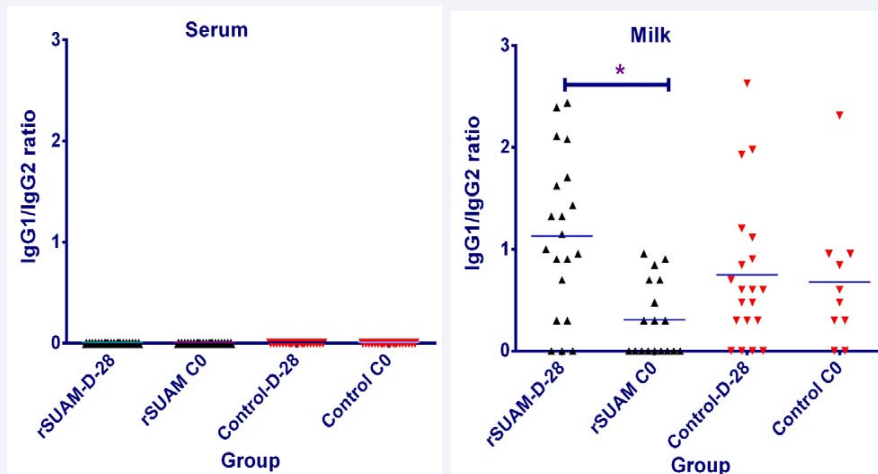 Serum
IgG1/IgG2 ratio
3
2
1
0
rSUAM-D-28
rSUAM C0
Control-D-28
Control C0
Group
Milk
*
IgG1/IgG2 ratio
3
2
1
0
rSUAM-D-28
rSUAM C0
Control-D-28
Control C0
Group